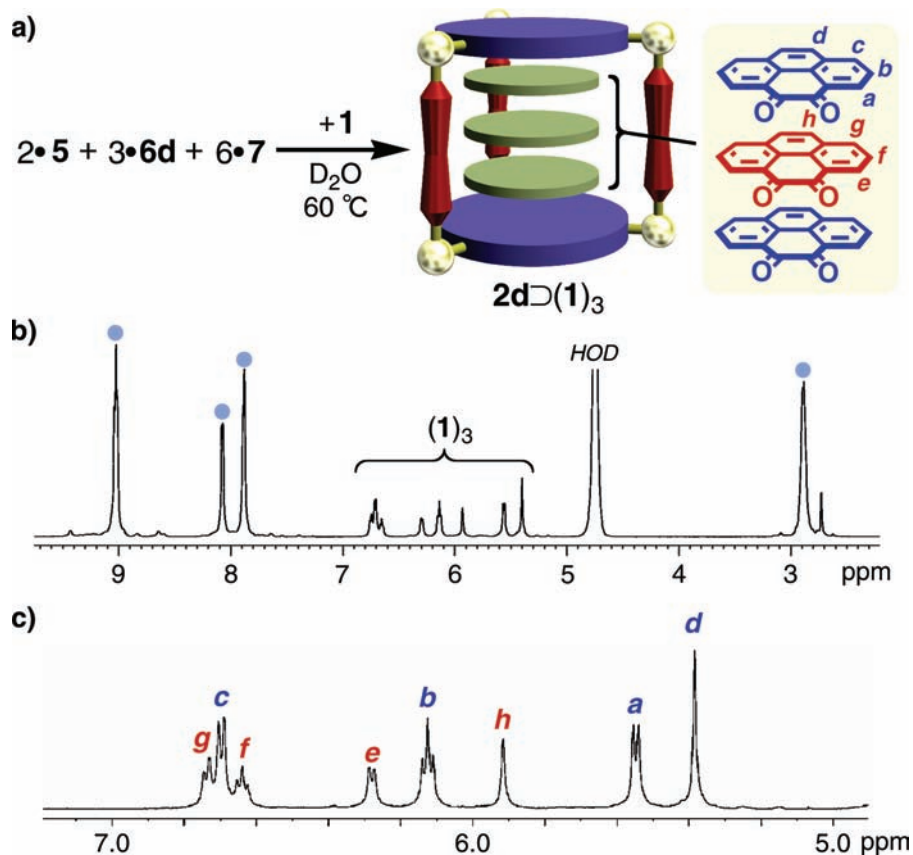 a)
d
c
b
a
O O
h
g
f
e
O O
O O
+1
2•5 + 3•6d + 6•7
D₂O
60 °C
2d⊃(1)₃
b)
HOD
(1)₃
9 8 7 6 5 4 3 ppm
c)
d
c
b
a
g
h
f
e
7.0 6.0 5.0 ppm